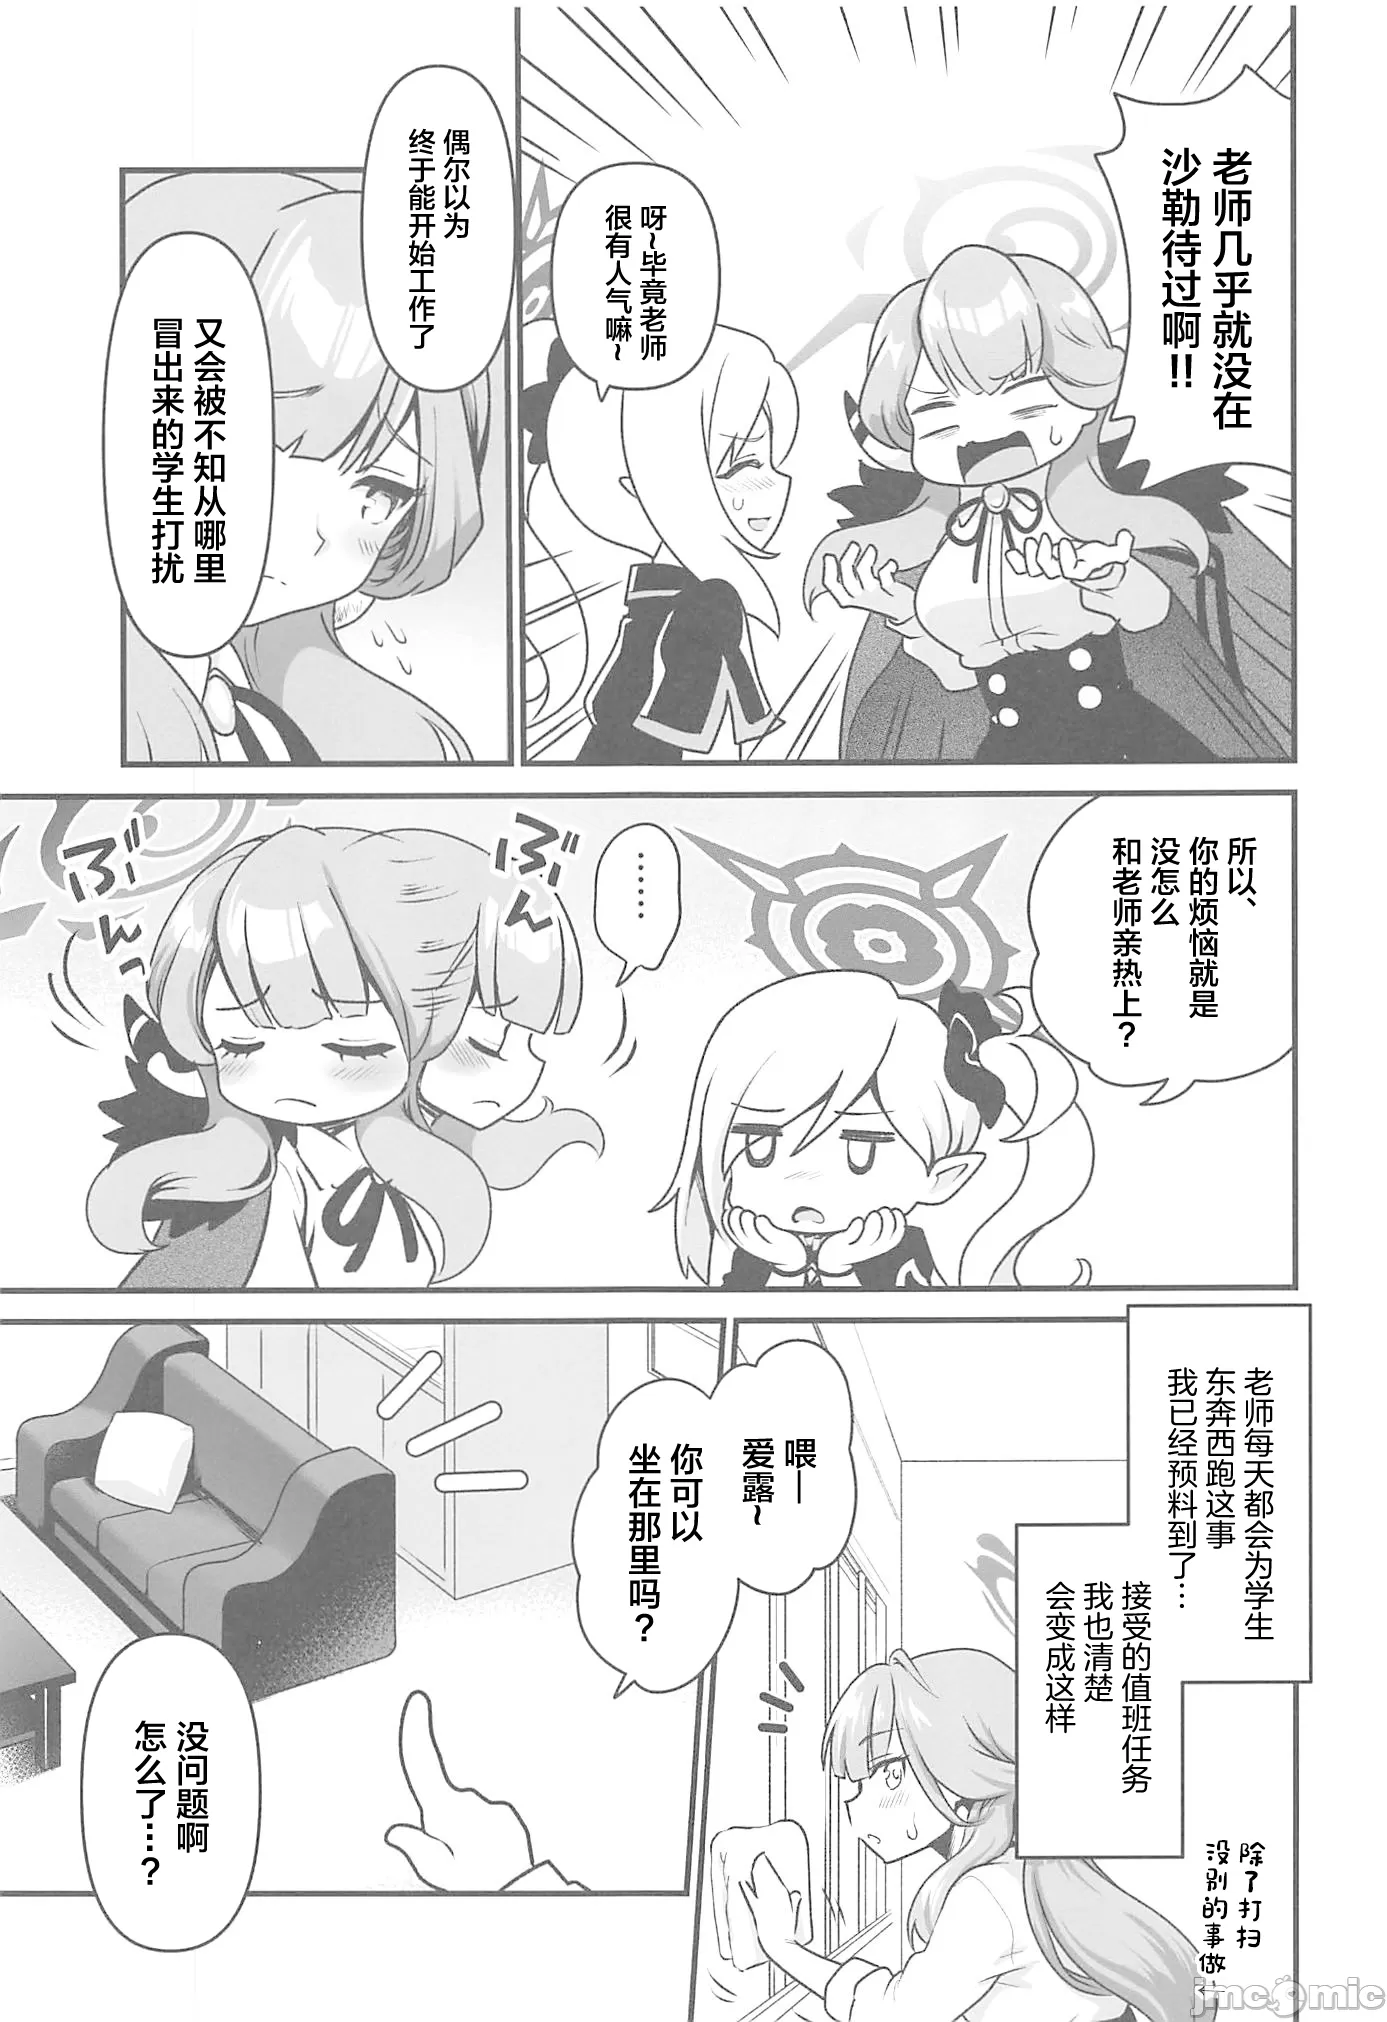 老师几乎就没在
沙勒待过啊!!
呀~毕竟老师
很有人气嘛~
偶尔以为
终于能开始工作了
又会被不知从哪里
冒出来的学生打扰
所以、
你的烦恼就是
没怎么
和老师亲热上？
……
ぶんっ
ぶん
老师每天都会为学生
东奔西跑这事
我已经预料到了…
接受的值班任务
我也清楚
会变成这样
除了打扫
没别的事做
喂—
爱露~
你可以
坐在那里吗？
没问题啊
怎么了…？
jmcomic